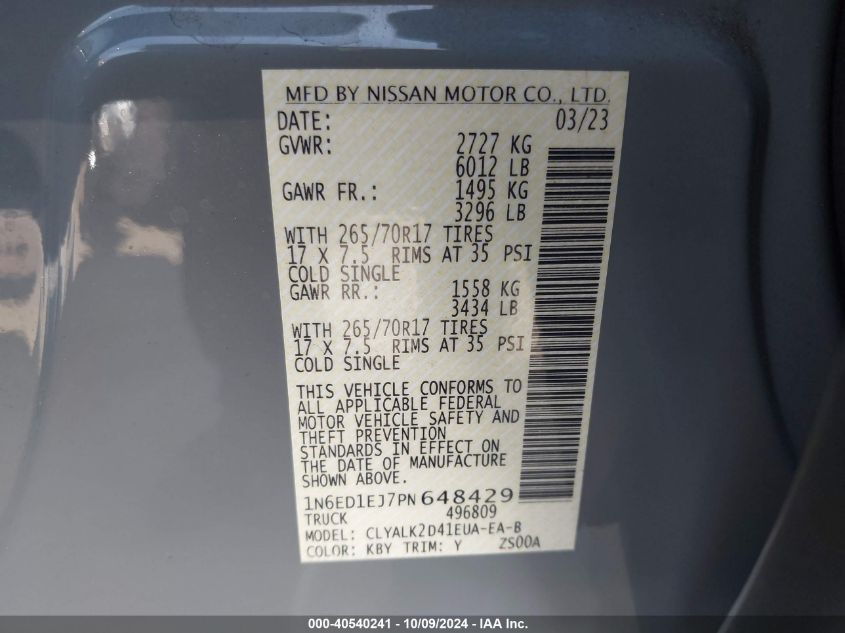 MFD BY NISSAN MOTOR CO., LTD.
DATE: 03/23
GVWR: 2727 KG
6012 LB
GAWR FR.: 1495 KG
3296 LB
WITH 265/70R17 TIRES
17 X 7.5 RIMS AT 35 PSI
COLD SINGLE
GAWR RR.: 1558 KG
3434 LB
WITH 265/70R17 TIRES
17 X 7.5 RIMS AT 35 PSI
COLD SINGLE
THIS VEHICLE CONFORMS TO
ALL APPLICABLE FEDERAL
MOTOR VEHICLE SAFETY AND
THEFT PREVENTION
STANDARDS IN EFFECT ON
THE DATE OF MANUFACTURE
SHOWN ABOVE.
1N6ED1EJ7PN648429
TRUCK 496809
MODEL: CLYALK2D41EUA-EA-B
COLOR: KBY TRIM: Y ZS00A
000-40540241 - 10/09/2024 - IAA Inc.